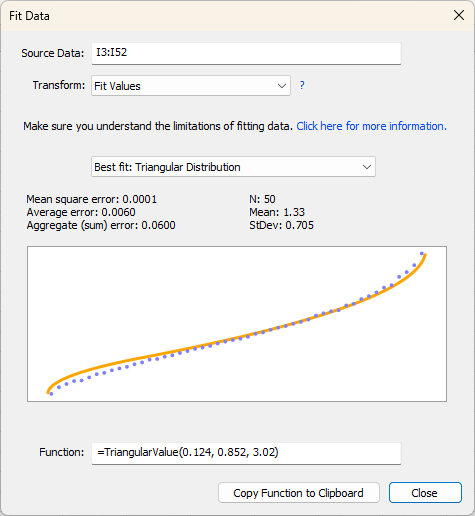 Fit Data
Source Data: I3:I52
Transform: Fit Values ?
Make sure you understand the limitations of fitting data. Click here for more information.
Best fit: Triangular Distribution
Mean square error: 0.0001 N: 50
Average error: 0.0060 Mean: 1.33
Aggregate (sum) error: 0.0600 StDev: 0.705
Function: =TriangularValue(0.124, 0.852, 3.02)
Copy Function to Clipboard Close